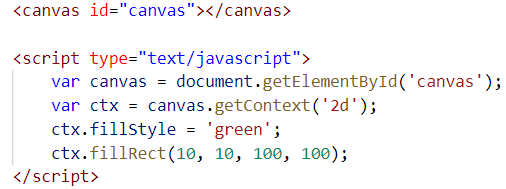 <canvas id="canvas"></canvas>

<script type="text/javascript">
    var canvas = document.getElementById('canvas');
    var ctx = canvas.getContext('2d');
    ctx.fillStyle = 'green';
    ctx.fillRect(10, 10, 100, 100);
</script>